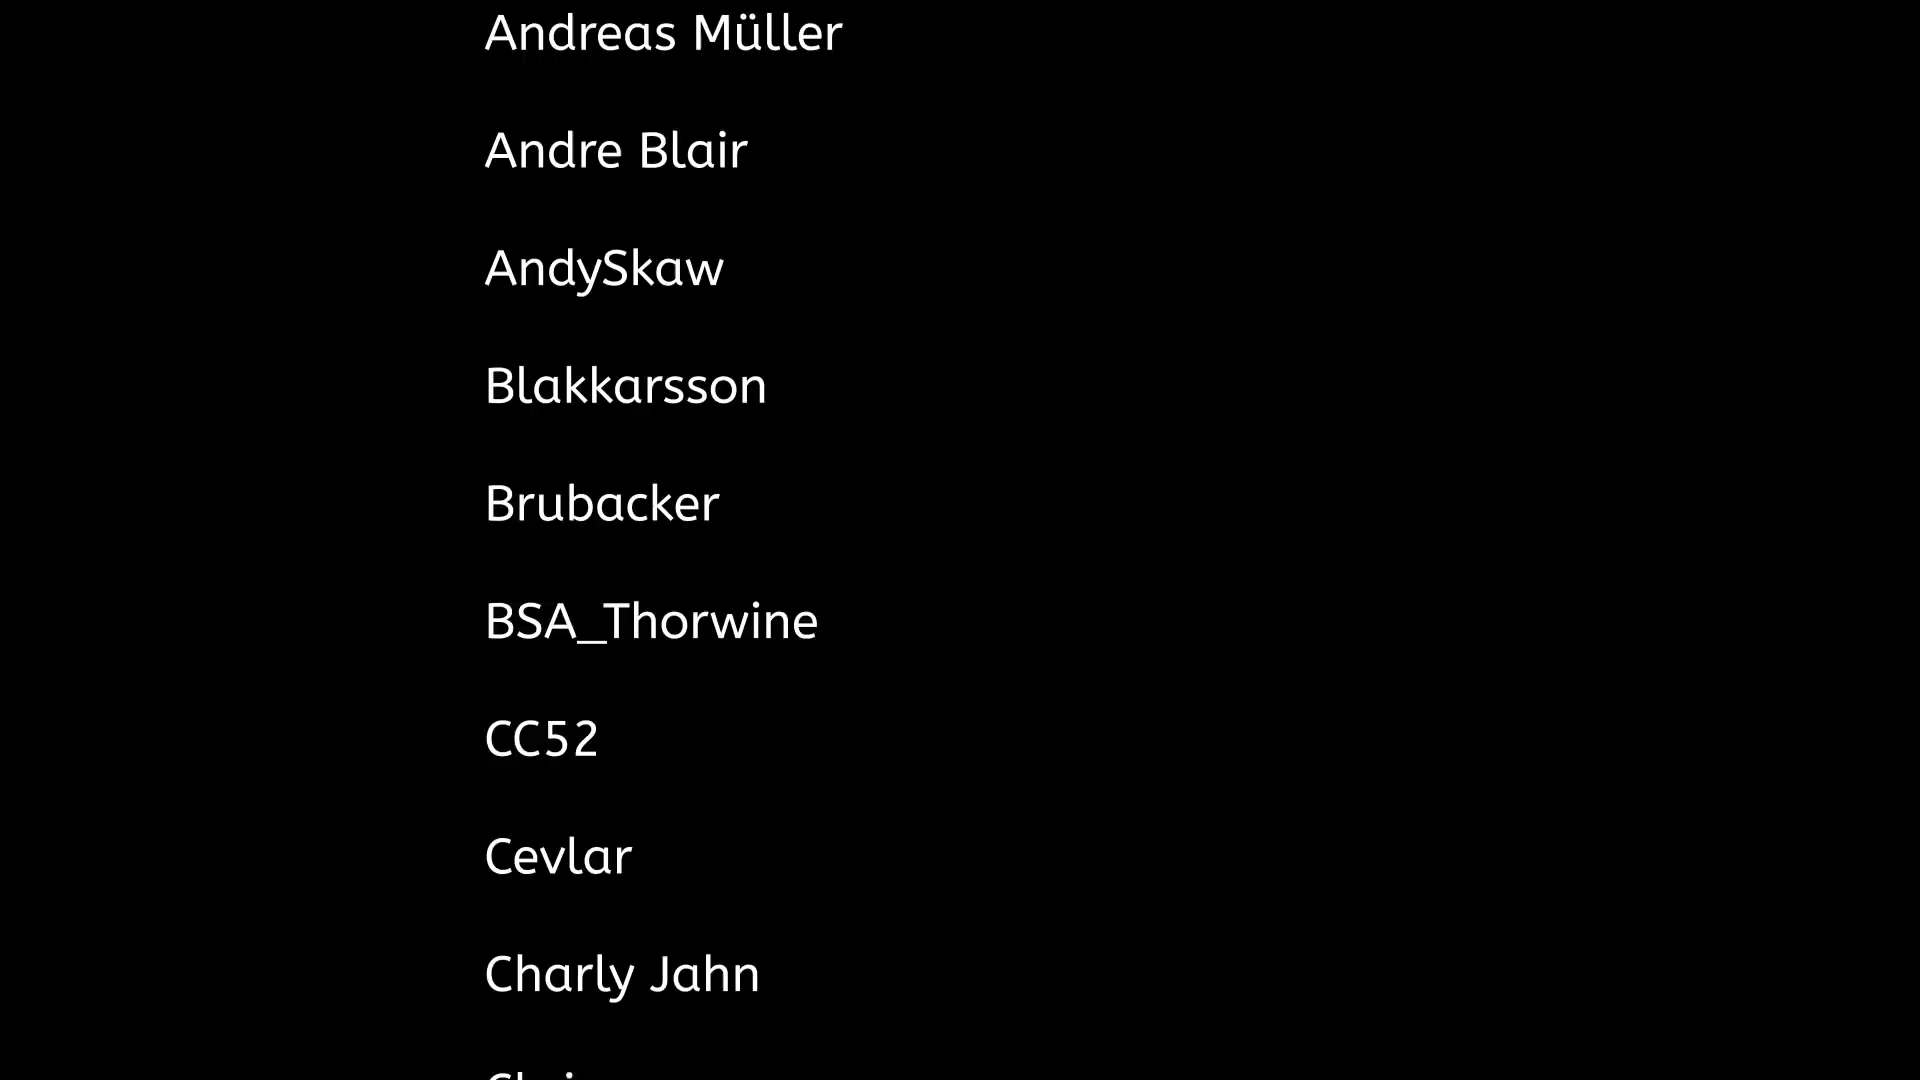 Andreas Müller
Andre Blair
AndySkaw
Blakkarsson
Brubacker
BSA_Thorwine
CC52
Cevlar
Charly Jahn